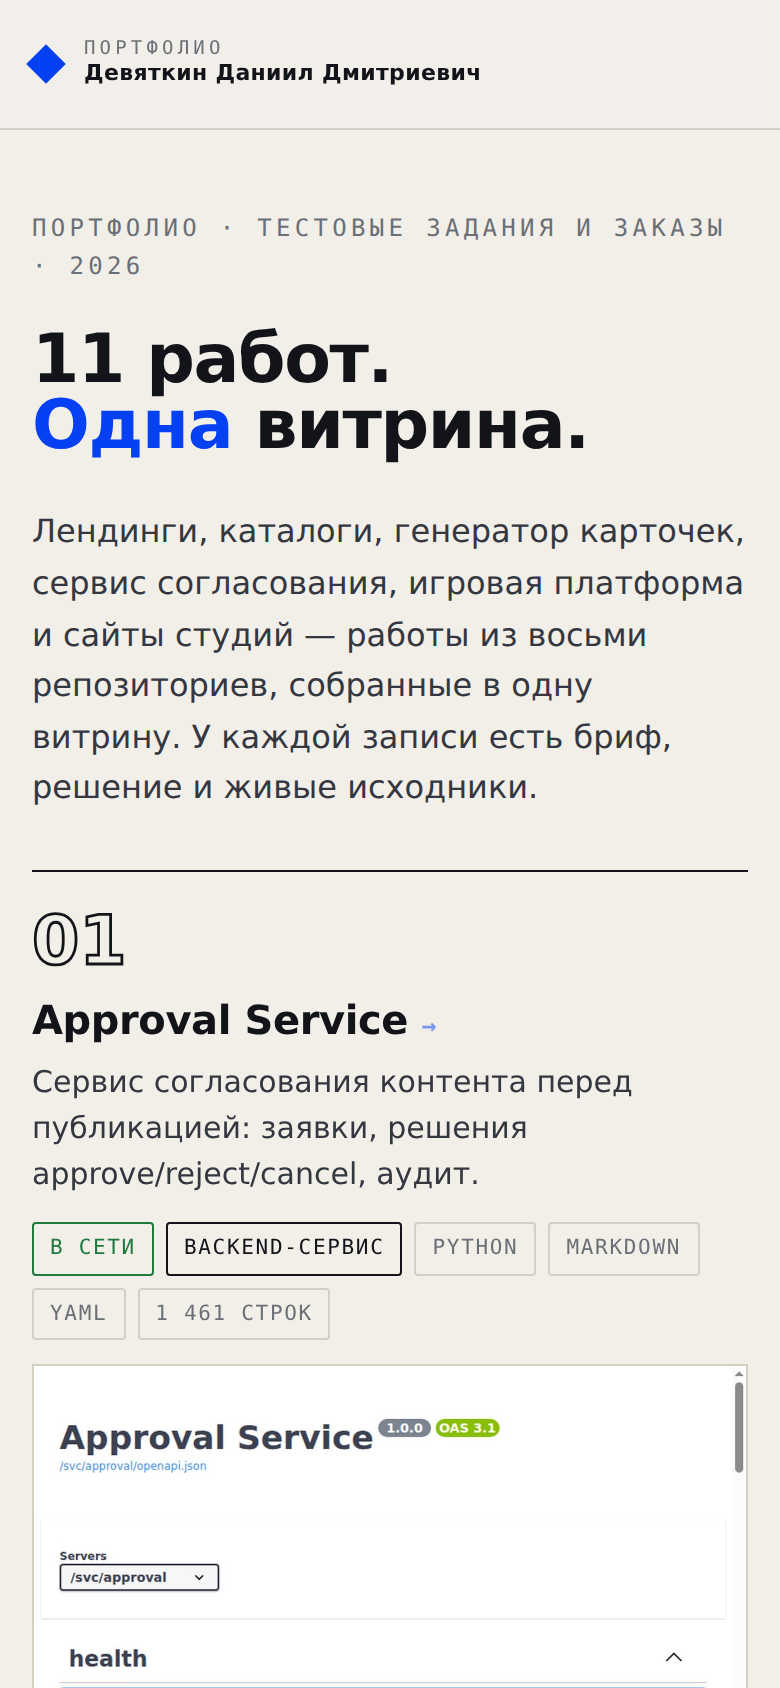 ПОРТФОЛИО
Девяткин Даниил Дмитриевич
ПОРТФОЛИО · ТЕСТОВЫЕ ЗАДАНИЯ И ЗАКАЗЫ
· 2026
11 работ.
Одна витрина.
Лендинги, каталоги, генератор карточек,
сервис согласования, игровая платформа
и сайты студий — работы из восьми
репозиториев, собранные в одну
витрину. У каждой записи есть бриф,
решение и живые исходники.
01
Approval Service →
Сервис согласования контента перед
публикацией: заявки, решения
approve/reject/cancel, аудит.
В СЕТИ BACKEND-СЕРВИС PYTHON MARKDOWN
YAML 1 461 СТРОК
Approval Service 1.0.0 OAS 3.1
/svc/approval/openapi.json
Servers
/svc/approval
health